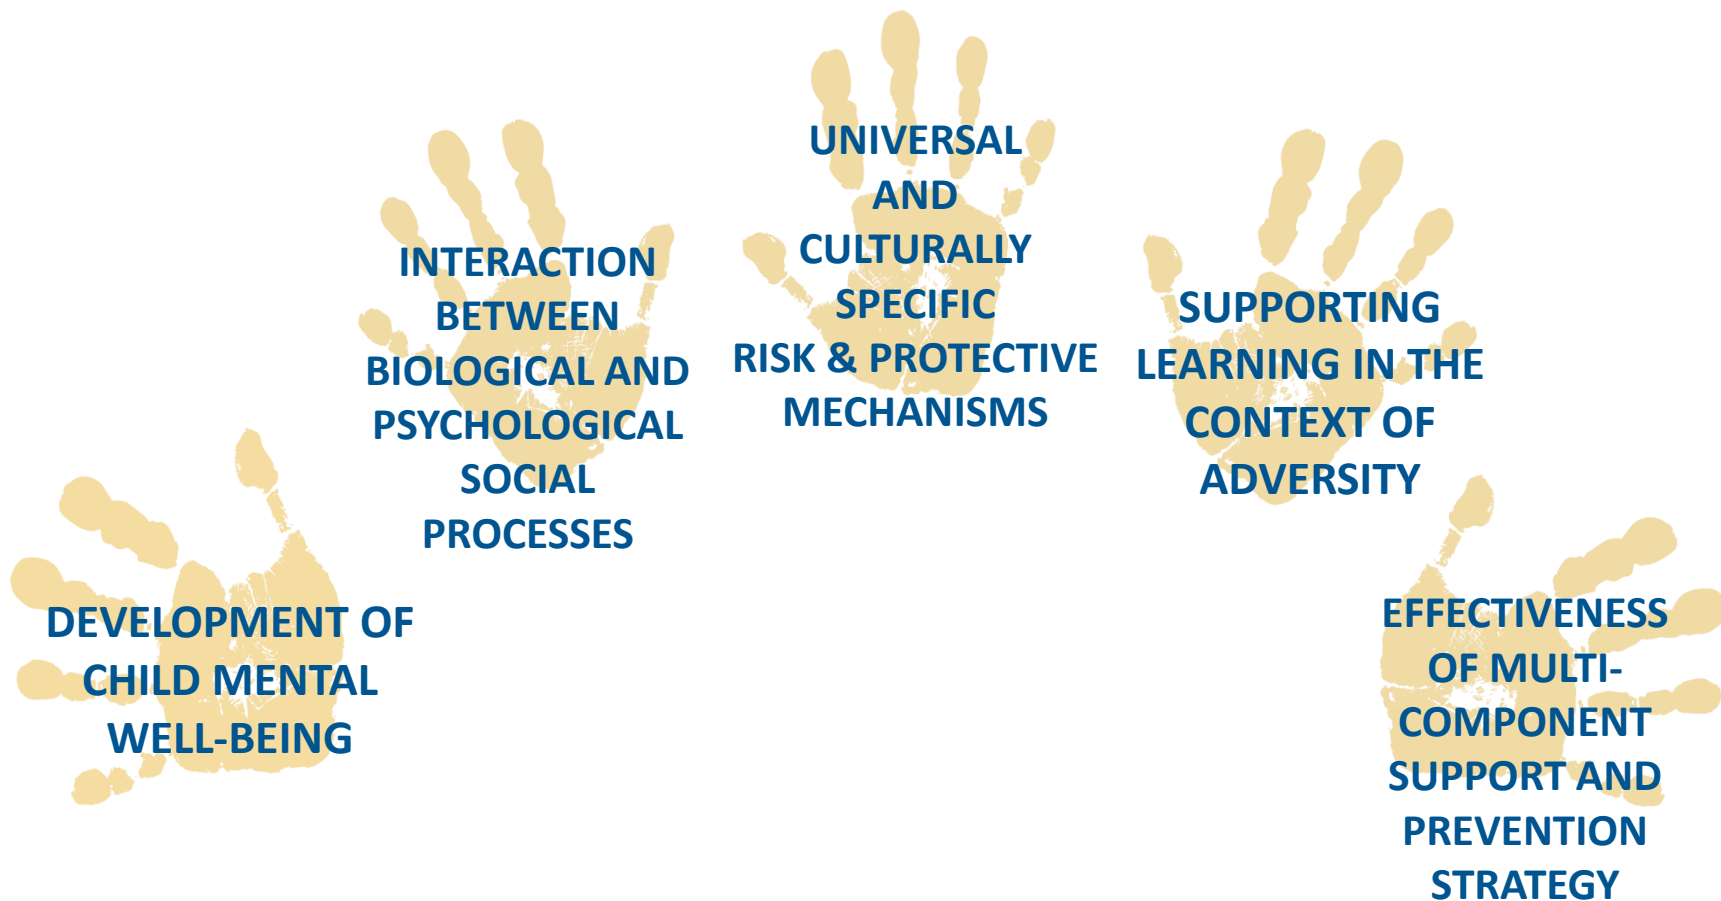 DEVELOPMENT OF
CHILD MENTAL
WELL-BEING
INTERACTION
BETWEEN
BIOLOGICAL AND
PSYCHOLOGICAL
SOCIAL
PROCESSES
UNIVERSAL
AND
CULTURALLY
SPECIFIC
RISK & PROTECTIVE
MECHANISMS
SUPPORTING
LEARNING IN THE
CONTEXT OF
ADVERSITY
EFFECTIVENESS
OF MULTI-
COMPONENT
SUPPORT AND
PREVENTION
STRATEGY